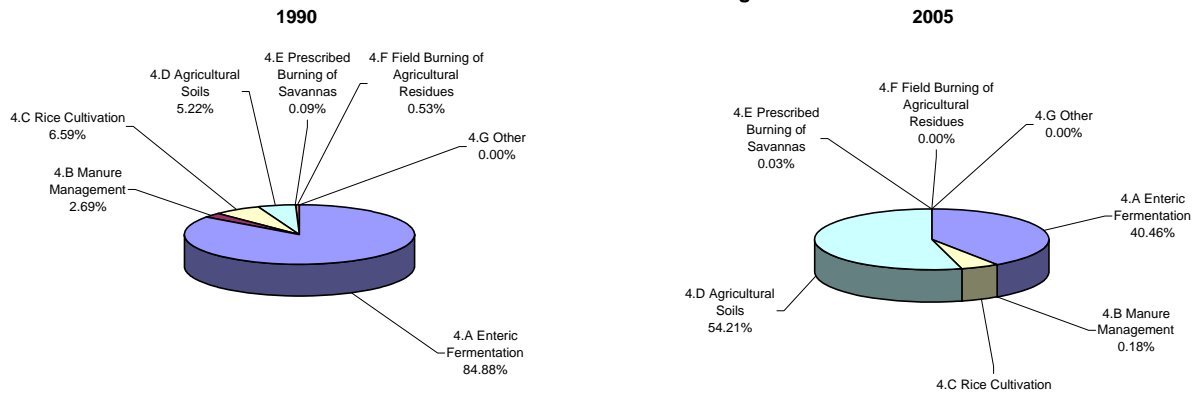 1990
4.E Prescribed
Burning of
Savannas
0.09%
4.F Field Burning of
Agricultural
Residues
0.53%
4.D Agricultural
Soils
5.22%
4.C Rice Cultivation
6.59%
4.G Other
0.00%
4.B Manure
Management
2.69%
4.A Enteric
Fermentation
84.88%
2005
4.F Field Burning of
Agricultural
Residues
0.00%
4.E Prescribed
Burning of
Savannas
0.03%
4.G Other
0.00%
4.A Enteric
Fermentation
40.46%
4.D Agricultural
Soils
54.21%
4.B Manure
Management
0.18%
4.C Rice Cultivation